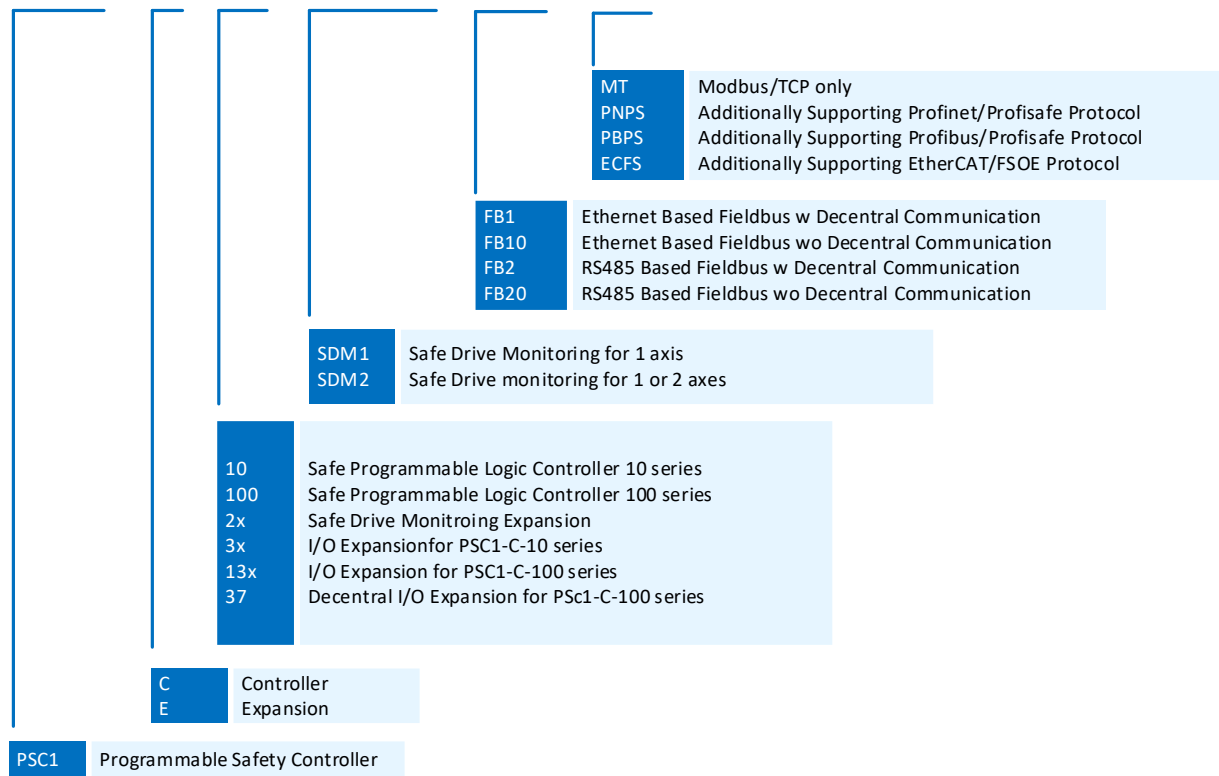 MT Modbus/TCP only
PNPS Additionally Supporting Profinet/Profisafe Protocol
PBPS Additionally Supporting Profibus/Profisafe Protocol
ECFS Additionally Supporting EtherCAT/FSOE Protocol
FB1 Ethernet Based Fieldbus w Decentral Communication
FB10 Ethernet Based Fieldbus wo Decentral Communication
FB2 RS485 Based Fieldbus w Decentral Communication
FB20 RS485 Based Fieldbus wo Decentral Communication
SDM1 Safe Drive Monitoring for 1 axis
SDM2 Safe Drive monitoring for 1 or 2 axes
10 Safe Programmable Logic Controller 10 series
100 Safe Programmable Logic Controller 100 series
2x Safe Drive Monitroing Expansion
3x I/O Expansionfor PSC1-C-10 series
13x I/O Expansion for PSC1-C-100 series
37 Decentral I/O Expansion for PSc1-C-100 series
C Controller
E Expansion
PSC1 Programmable Safety Controller